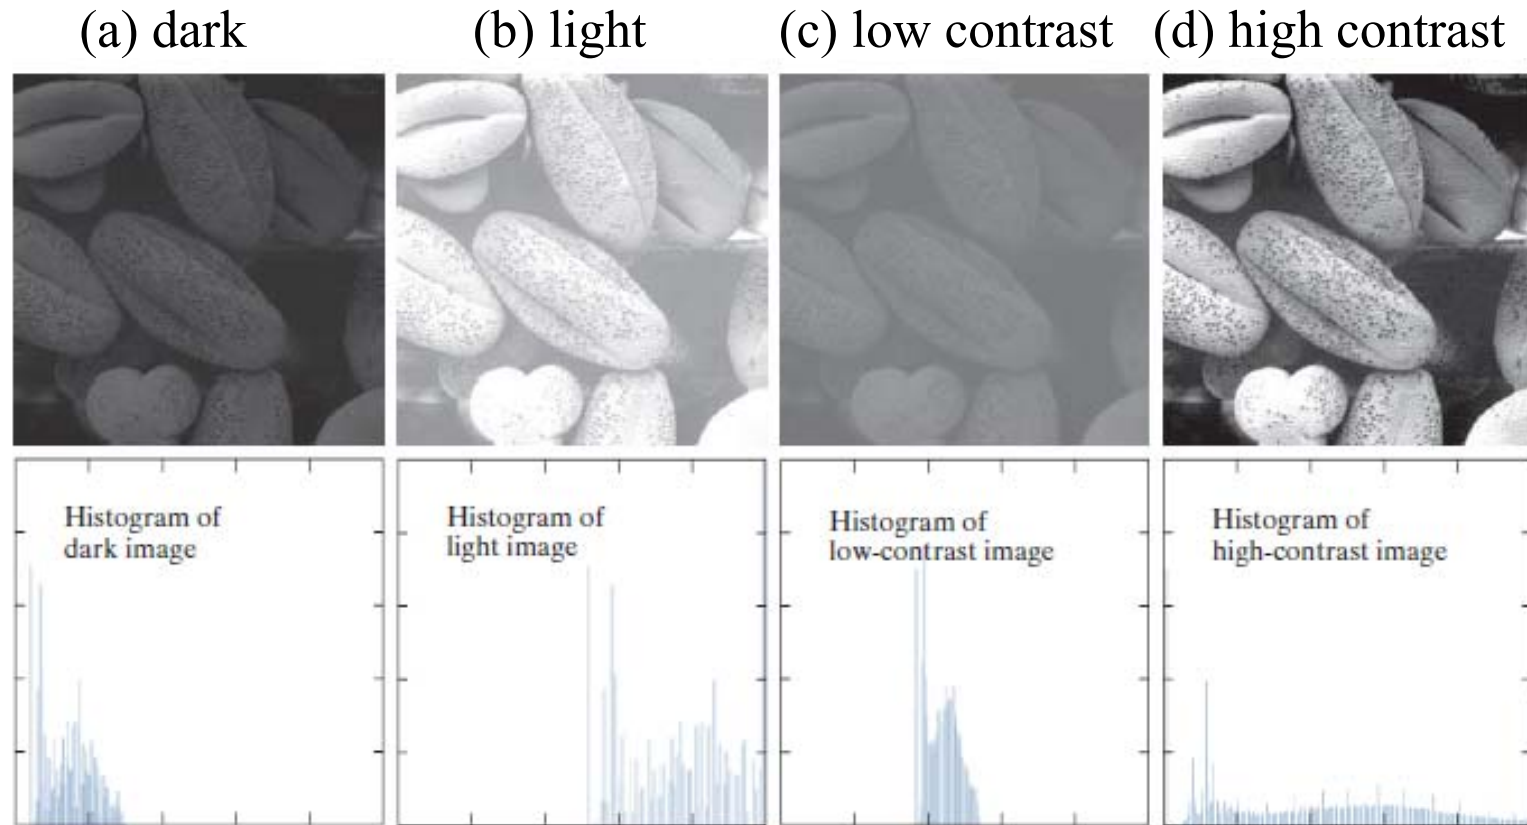 (a) dark
(b) light
(c) low contrast
(d) high contrast
Histogram of
dark image
Histogram of
light image
Histogram of
low-contrast image
Histogram of
high-contrast image